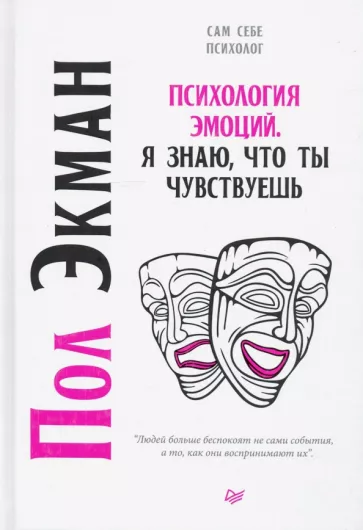 САМ СЕБЕ
ПСИХОЛОГ
Пол Экман
ПСИХОЛОГИЯ
ЭМОЦИЙ.
Я ЗНАЮ, ЧТО ТЫ
ЧУВСТВУЕШЬ
"Людей больше беспокоят не сами события,
а то, как они воспринимают их".